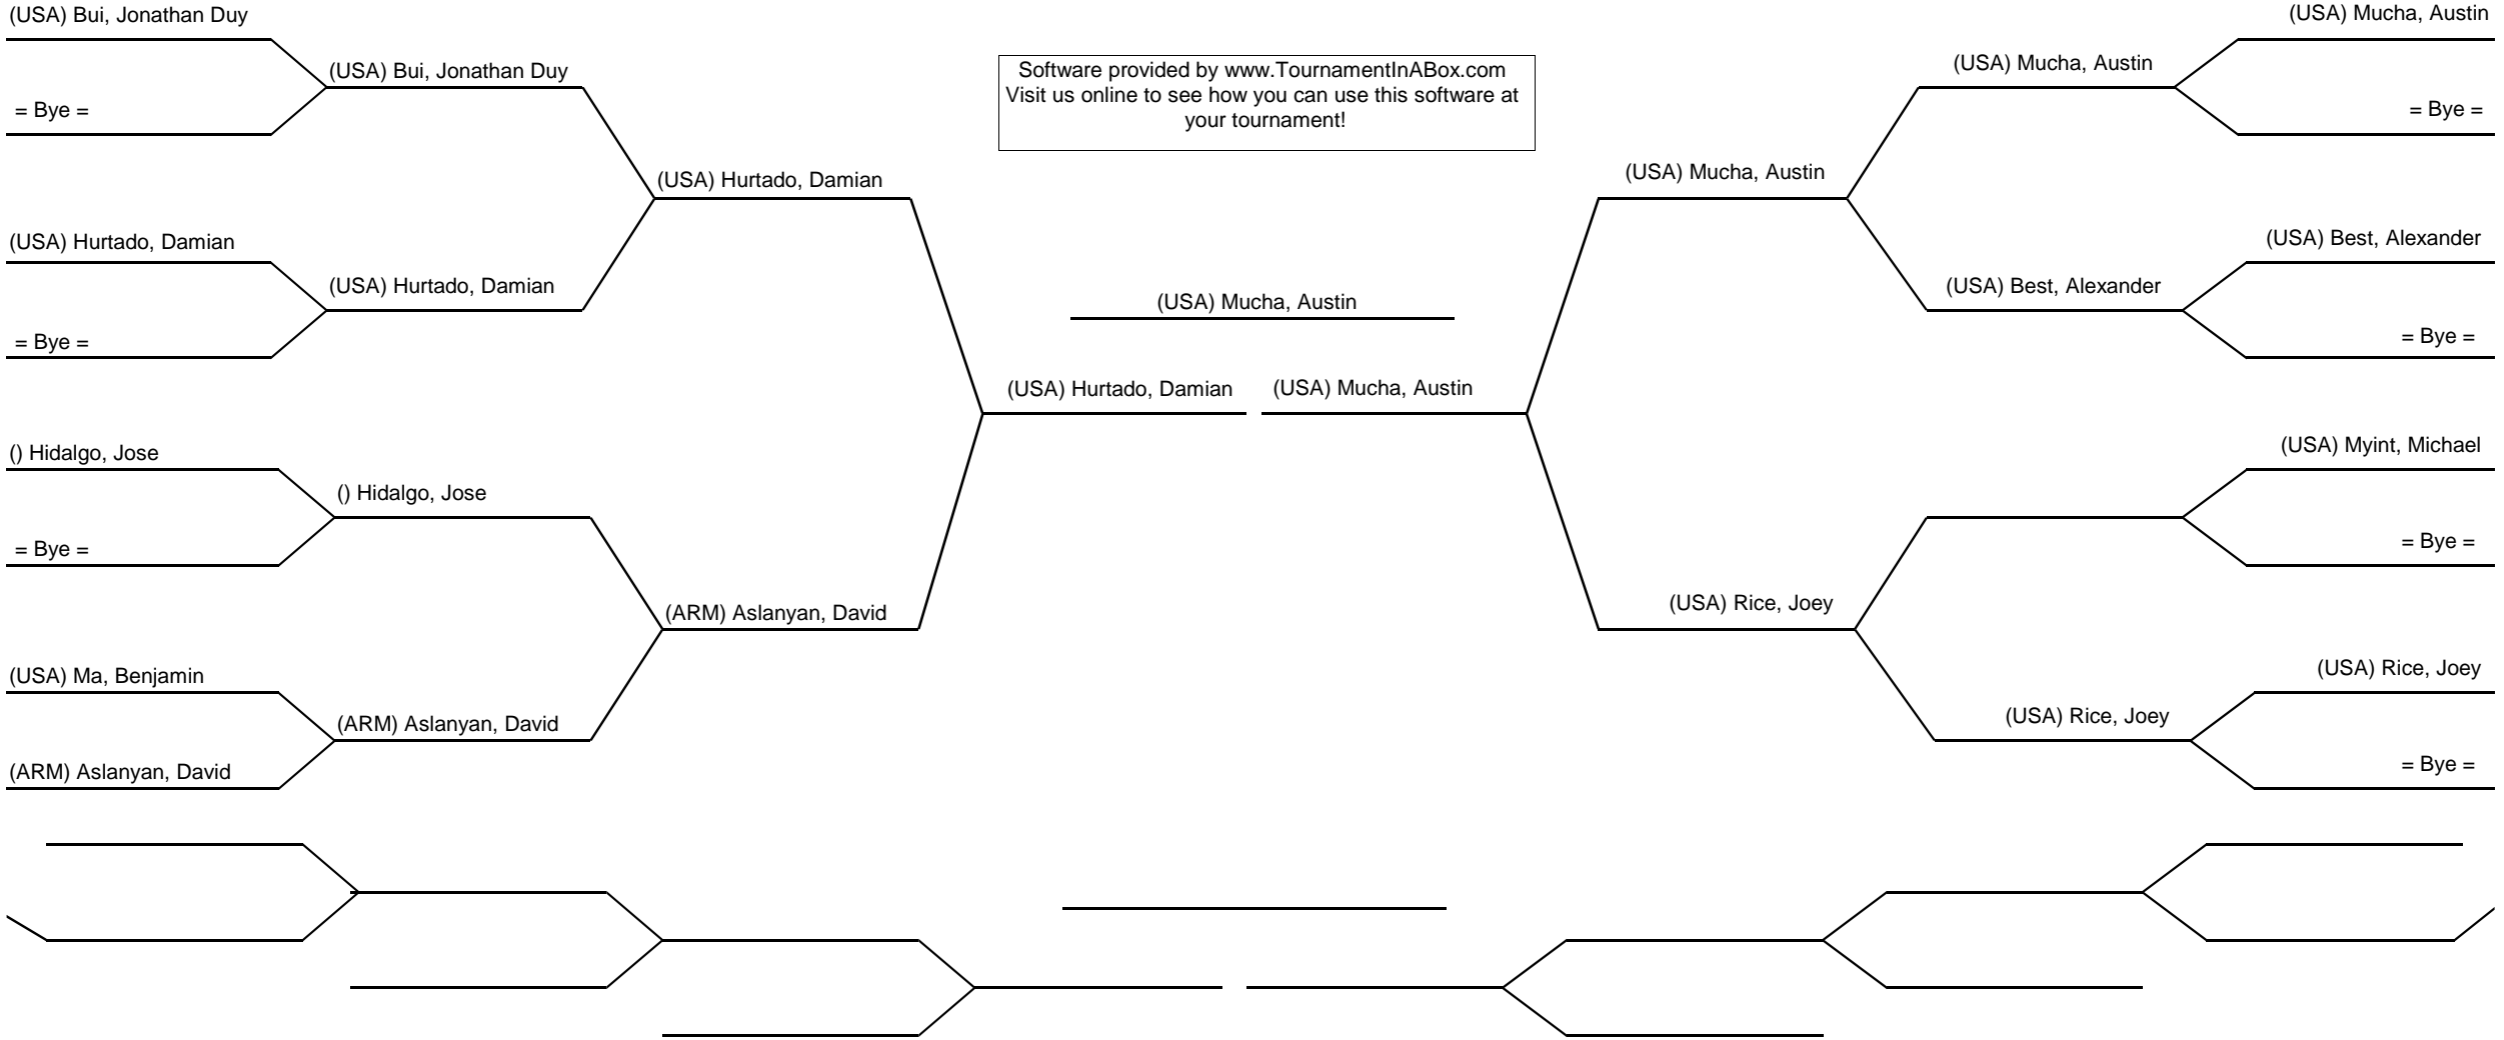 (USA) Bui, Jonathan Duy
= Bye =
(USA) Hurtado, Damian
= Bye =
() Hidalgo, Jose
= Bye =
(USA) Ma, Benjamin
(ARM) Aslanyan, David
(USA) Bui, Jonathan Duy
(USA) Hurtado, Damian
() Hidalgo, Jose
(ARM) Aslanyan, David
(USA) Hurtado, Damian
(ARM) Aslanyan, David
Software provided by www.TournamentInABox.com
Visit us online to see how you can use this software at
your tournament!
(USA) Mucha, Austin
(USA) Hurtado, Damian
(USA) Mucha, Austin
(USA) Mucha, Austin
(USA) Rice, Joey
(USA) Mucha, Austin
(USA) Best, Alexander
(USA) Rice, Joey
(USA) Mucha, Austin
= Bye =
(USA) Best, Alexander
= Bye =
(USA) Myint, Michael
= Bye =
(USA) Rice, Joey
= Bye =